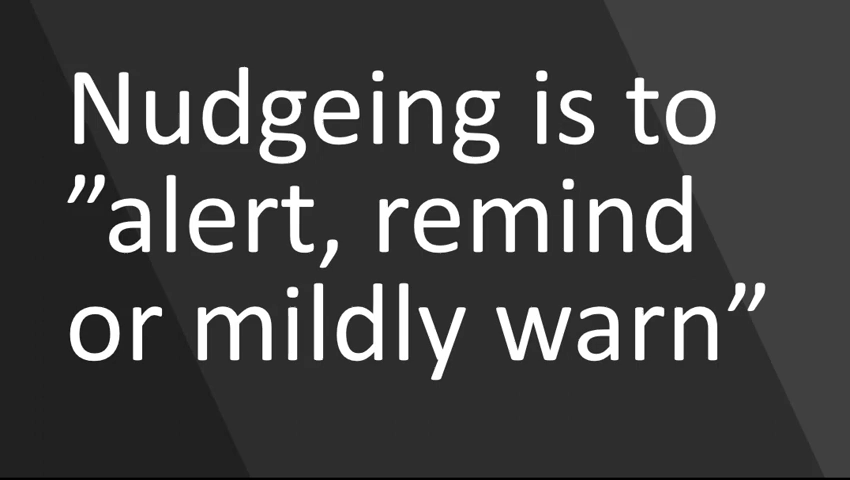 Nudgeing is to
”alert, remind
or mildly warn”